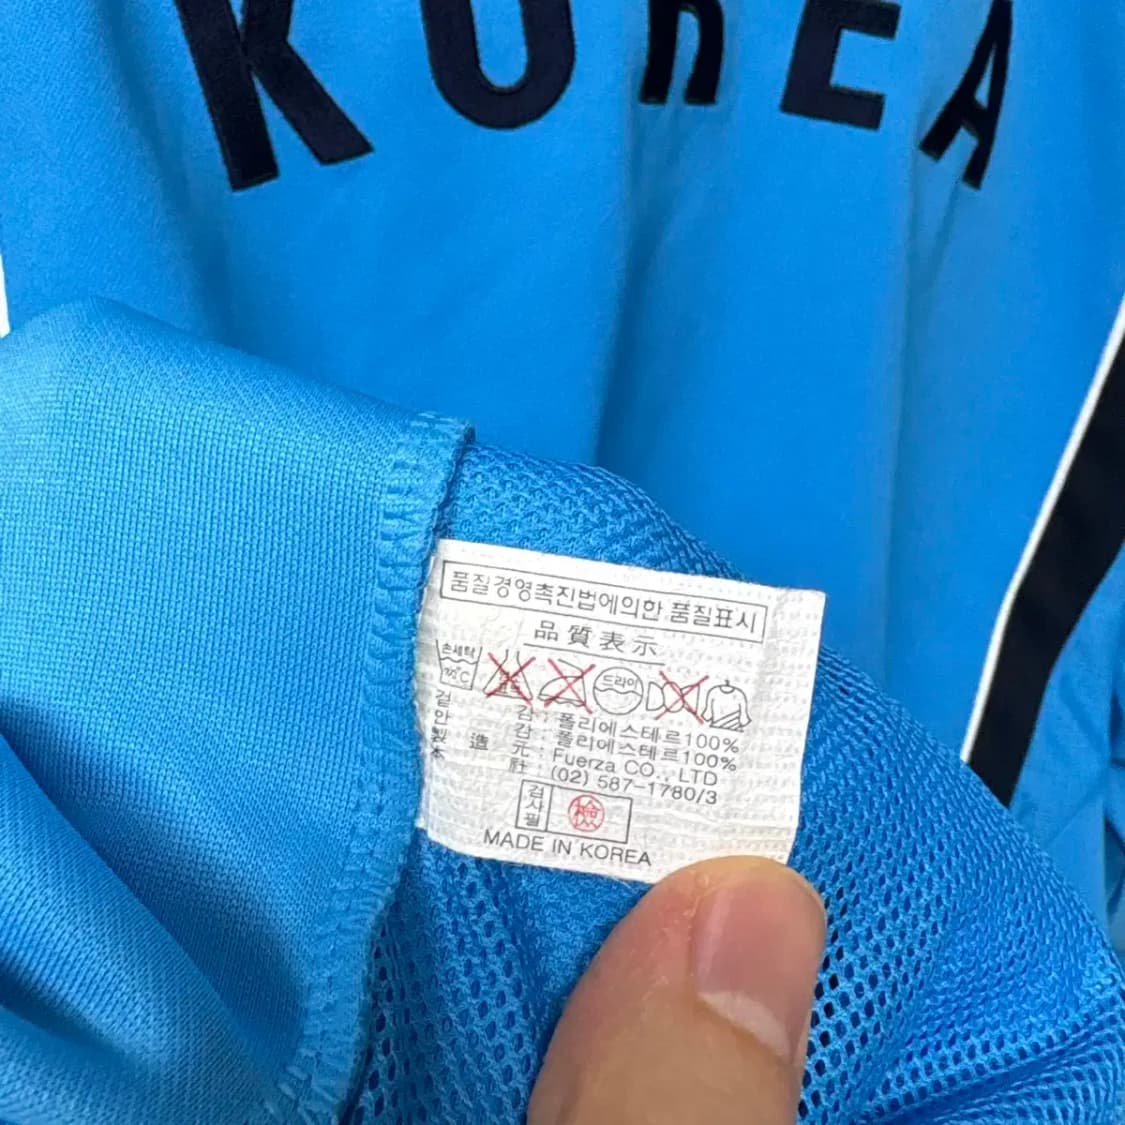 KOREA
품질경영촉진법에의한 품질표시
品質表示
손세탁
드라이
겉감 : 폴리에스테르100%
안감 : 폴리에스테르100%
製造元 : Fuerza CO., LTD
本社 : (02) 587-1780/3
검사필 檢
MADE IN KOREA